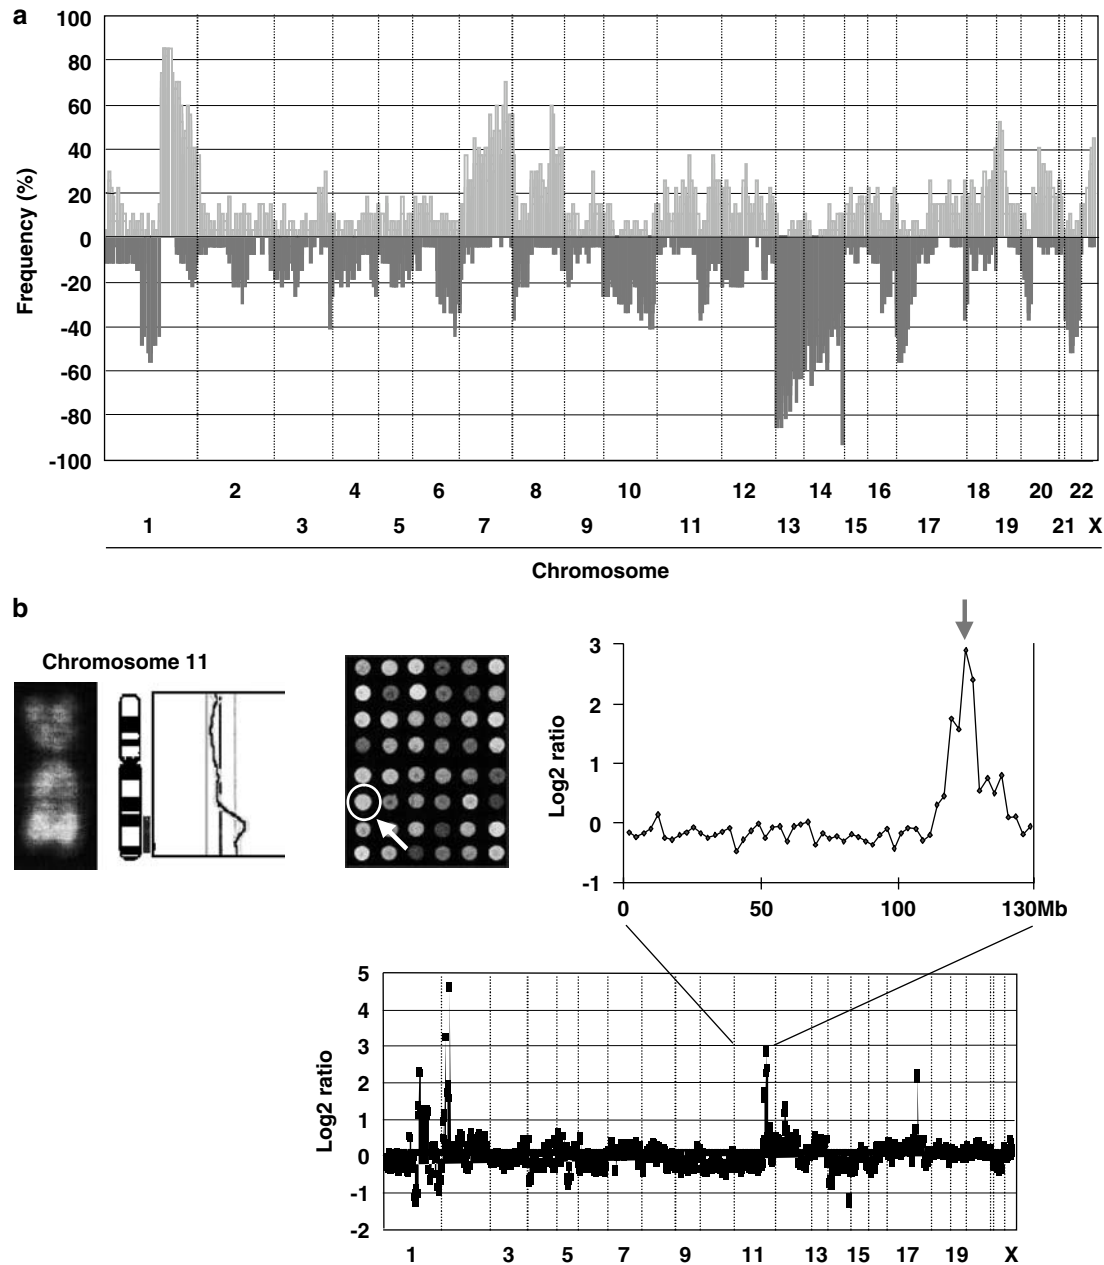 a
100
80
60
40
20
0
-20
-40
-60
-80
-100
Frequency (%)
2 4 6 8 10 12 14 16 18 20 22
1 3 5 7 9 11 13 15 17 19 21 X
Chromosome
b
Chromosome 11
3
2
1
0
-1
Log2 ratio
0 50 100 130Mb
5
4
3
2
1
0
-1
-2
Log2 ratio
1 3 5 7 9 11 13 15 17 19 X